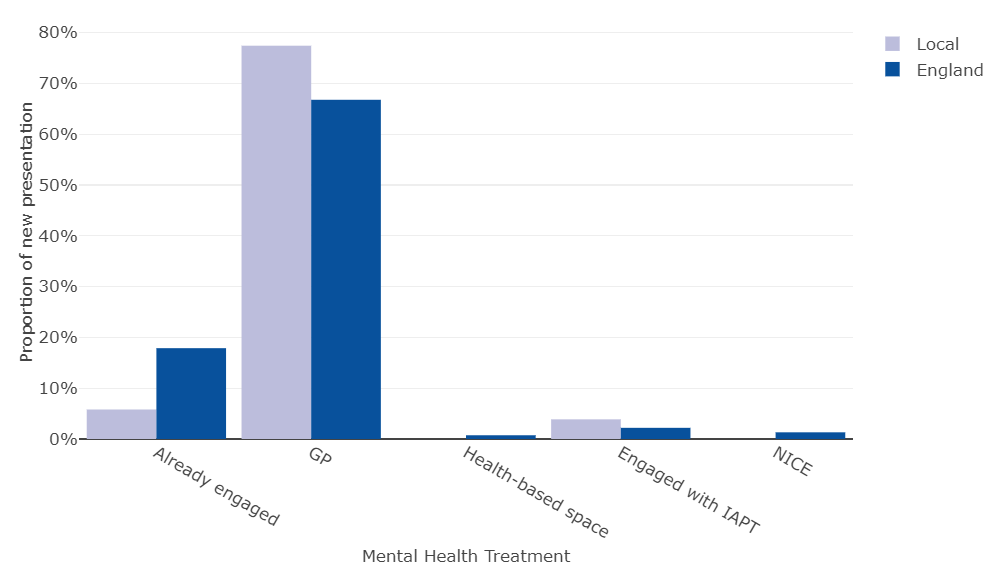 80%
70%
60%
50%
40%
30%
20%
10%
0%
Proportion of new presentation
Already engaged
GP
Health-based space
Engaged with IAPT
NICE
Mental Health Treatment
Local
England